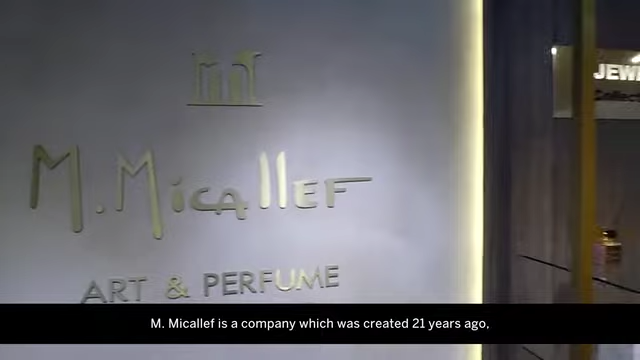 M. Micallef
ART & PERFUME
JEW
M. Micallef is a company which was created 21 years ago,